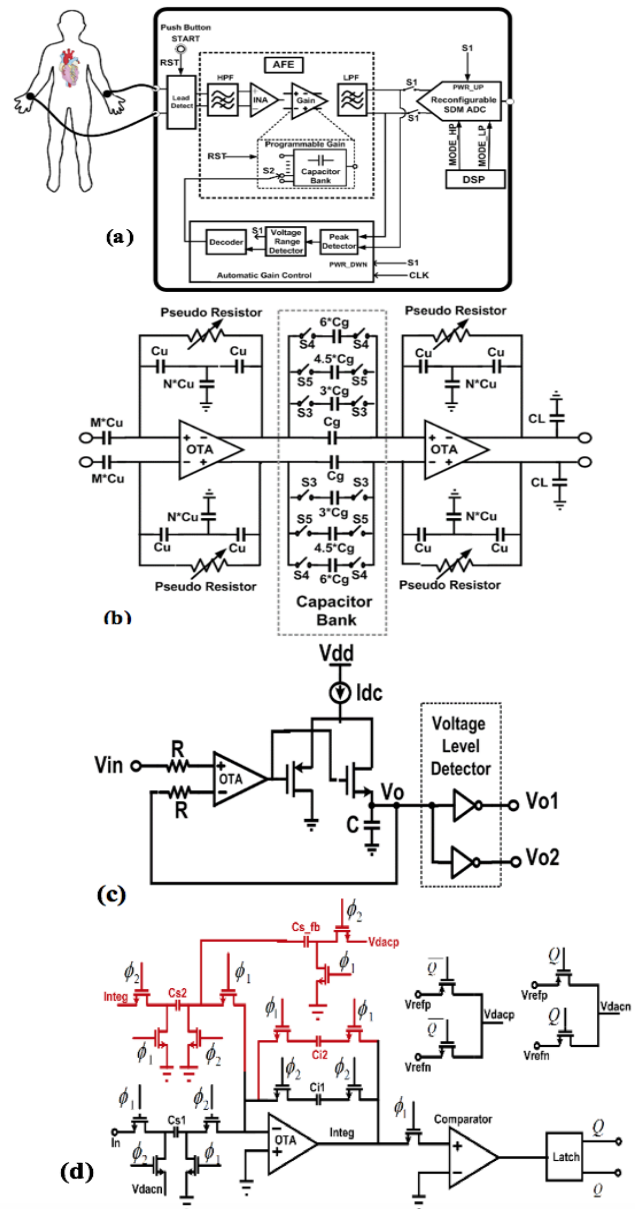 Push Button
START
RST
S1
HPF
AFE
LPF
S1
PWR_UP
Lead
Detect
INA
Gain
Reconfigurable
SDM ADC
S1
Programmable Gain
RST
S2
Capacitor
Bank
MODE_HP
MODE_LP
DSP
S1
Decoder
Voltage
Range
Detector
Peak
Detector
PWR_DWN
S1
Automatic Gain Control
CLK
(a)
Pseudo Resistor
6*Cg
S4 S4
Pseudo Resistor
Cu Cu
4.5*Cg
Cu Cu
N*Cu
S5 S5
3*Cg
N*Cu
S3 S3
M*Cu
Cg
CL
OTA
OTA
M*Cu
Cg
CL
S3 S3
N*Cu
3*Cg
N*Cu
S5 S5
Cu Cu
4.5*Cg
Cu Cu
S4 S4
6*Cg
Pseudo Resistor
Pseudo Resistor
Capacitor
Bank
(b)
Vdd
Idc
Voltage
Level
Detector
Vin
R
OTA
R
Vo
Vo1
C
Vo2
(c)
ϕ2
Cs_fb
Vdacp
ϕ2
Cs2
ϕ1
ϕ1
Integ
ϕ1
ϕ2
ϕ1
ϕ1
Ci2
ϕ2
ϕ2
Ci1
Q
Vrefp
Vdacp
Q
Vrefn
Q
Vrefp
Vdacn
Q
Vrefn
ϕ1
Cs1
ϕ2
In
ϕ2
ϕ1
Vdacn
OTA
Integ
ϕ1
Comparator
Latch
Q
Q
(d)